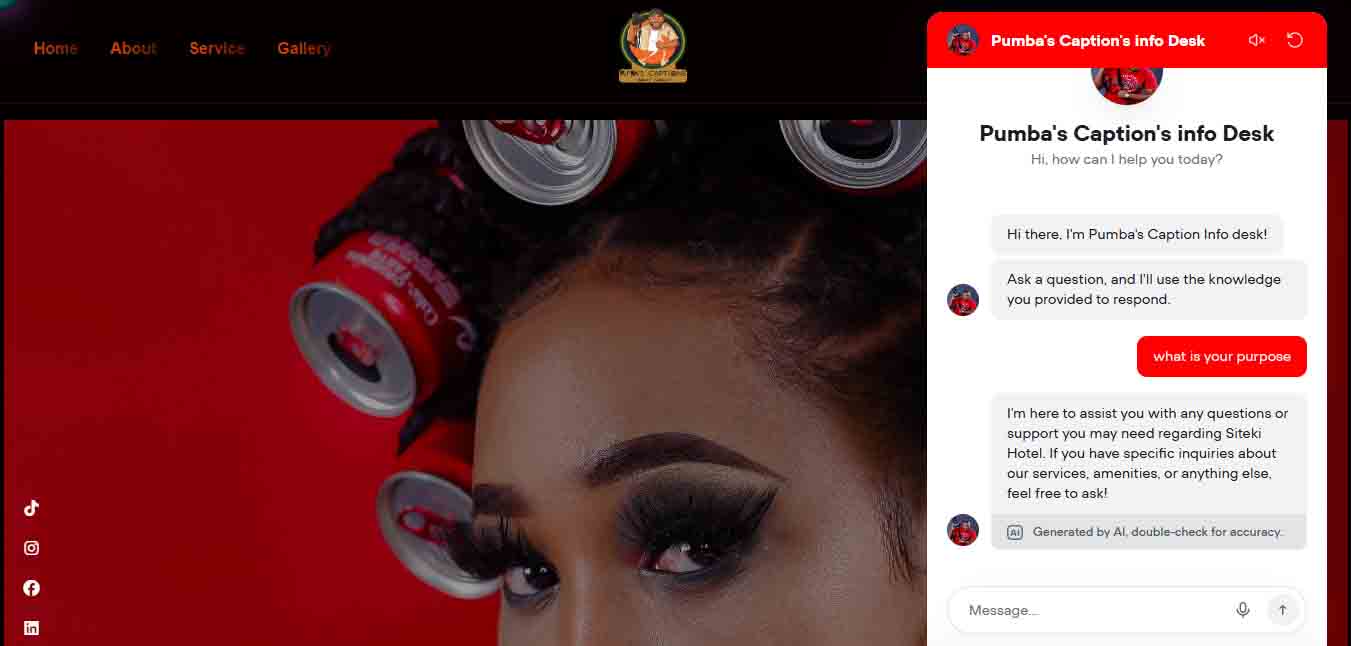 Home About Service Gallery
PUMBA'S CAPTIONS
Pumba's Caption's info Desk
Pumba's Caption's info Desk
Hi, how can I help you today?
Hi there, I'm Pumba's Caption Info desk!
Ask a question, and I'll use the knowledge
you provided to respond.
what is your purpose
I'm here to assist you with any questions or
support you may need regarding Siteki
Hotel. If you have specific inquiries about
our services, amenities, or anything else,
feel free to ask!
AI Generated by AI, double-check for accuracy.
Message...